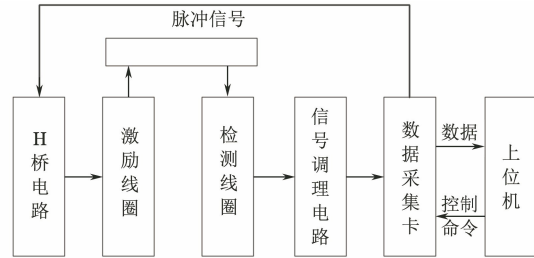 脉冲信号
H桥电路
激励线圈
检测线圈
信号调理电路
数据采集卡
数据
控制
命令
上位机